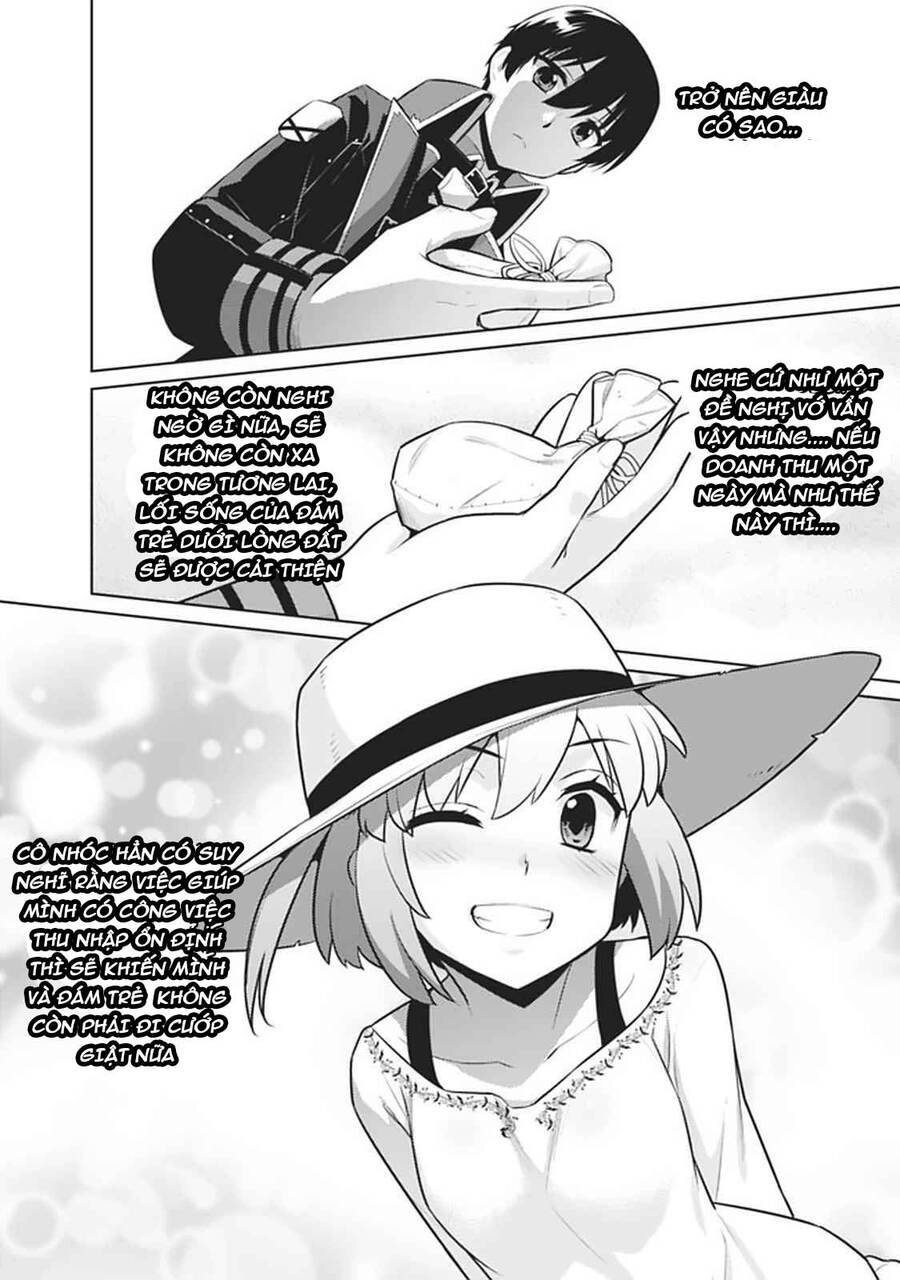 TRỞ NÊN GIÀU
CÓ SAO...
NGHE CỨ NHƯ MỘT
ĐỀ NGHỊ VỚ VẨN
VẬY NHƯNG.... NẾU
DOANH THU MỘT
NGÀY MÀ NHƯ THẾ
NÀY THÌ....
KHÔNG CÒN NGHI
NGỜ GÌ NỮA, SẼ
KHÔNG CÒN XA
TRONG TƯƠNG LAI,
LỐI SỐNG CỦA ĐÁM
TRẺ DƯỚI LÒNG ĐẤT
SẼ ĐƯỢC CẢI THIỆN
CÔ NHÓC HẲN CÓ SUY
NGHĨ RẰNG VIỆC GIÚP
MÌNH CÓ CÔNG VIỆC
THU NHẬP ỔN ĐỊNH
THÌ SẼ KHIẾN MÌNH
VÀ ĐÁM TRẺ KHÔNG
CÒN PHẢI ĐI CƯỚP
GIẬT NỮA